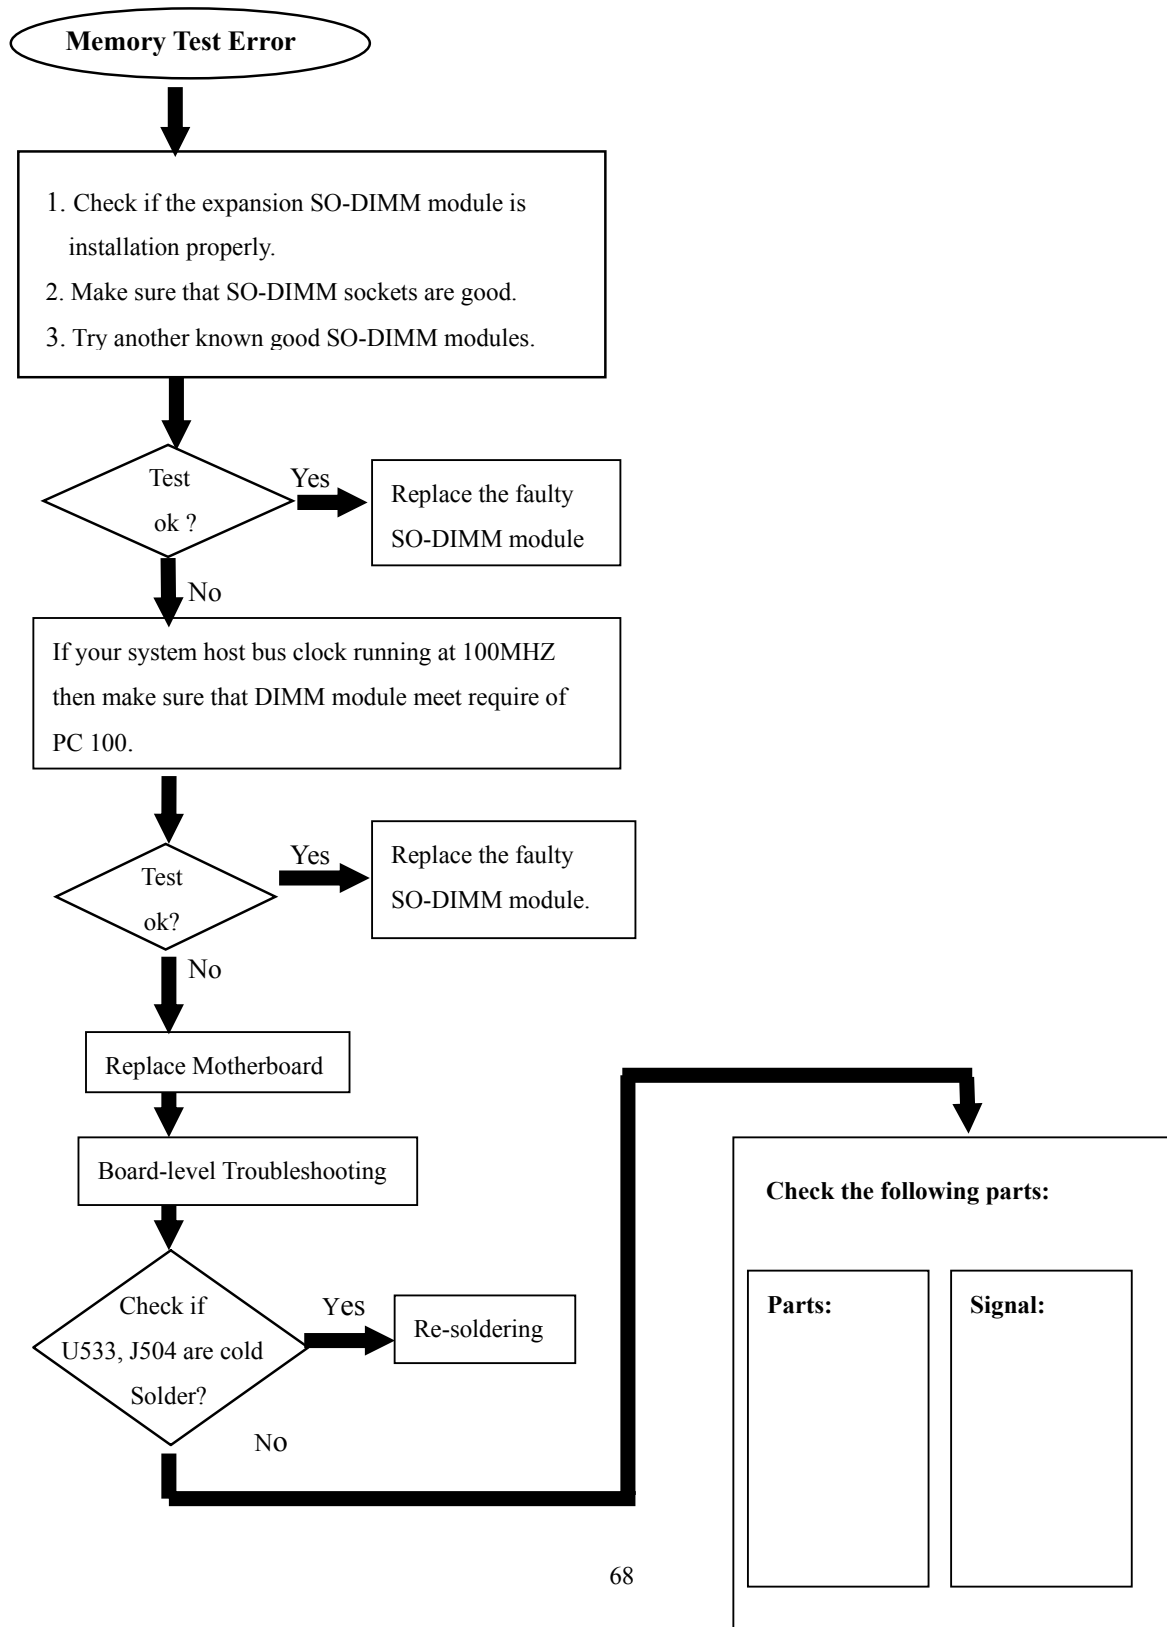 Memory Test Error
1. Check if the expansion SO-DIMM module is
installation properly.
2. Make sure that SO-DIMM sockets are good.
3. Try another known good SO-DIMM modules.
Test
ok ?
Yes
Replace the faulty
SO-DIMM module
No
If your system host bus clock running at 100MHZ
then make sure that DIMM module meet require of
PC 100.
Test
ok?
Yes
Replace the faulty
SO-DIMM module.
No
Replace Motherboard
Board-level Troubleshooting
Check if
U533, J504 are cold
Solder?
Yes
Re-soldering
No
Check the following parts:
Parts:
Signal:
68